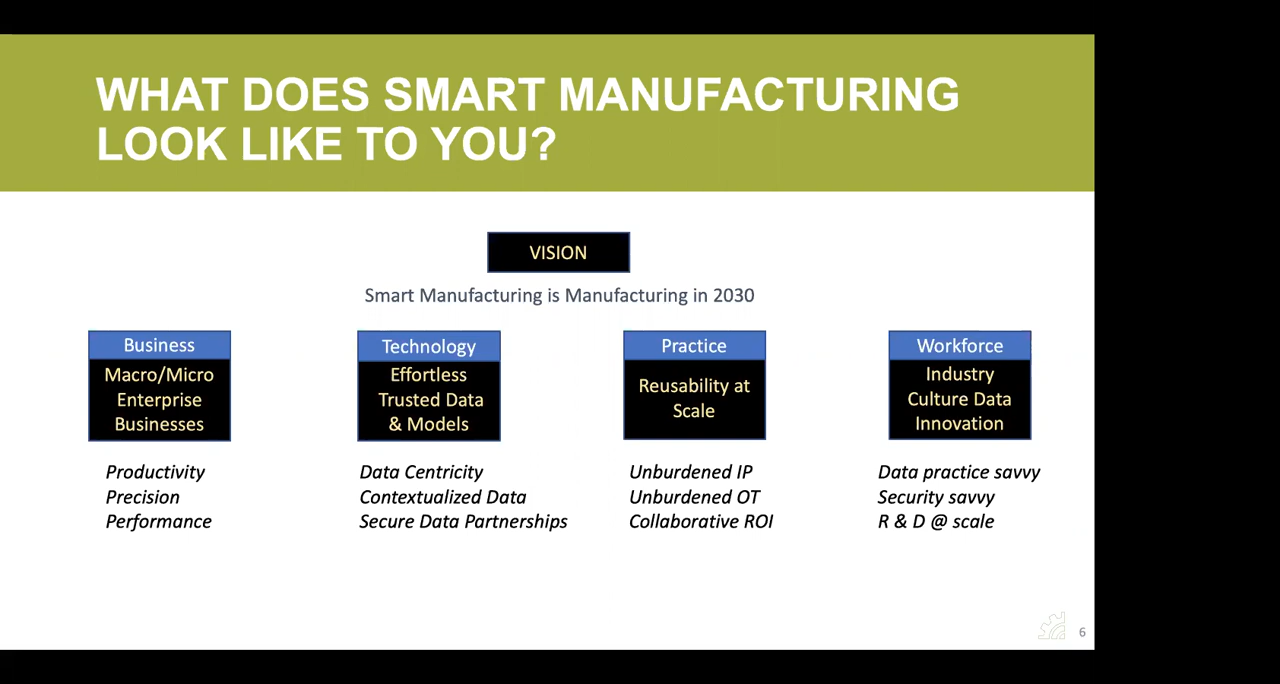 WHAT DOES SMART MANUFACTURING
LOOK LIKE TO YOU?
VISION
Smart Manufacturing is Manufacturing in 2030
Business
Macro/Micro
Enterprise
Businesses
Productivity
Precision
Performance
Technology
Effortless
Trusted Data
& Models
Data Centricity
Contextualized Data
Secure Data Partnerships
Practice
Reusability at
Scale
Unburdened IP
Unburdened OT
Collaborative ROI
Workforce
Industry
Culture Data
Innovation
Data practice savvy
Security savvy
R & D @ scale
6